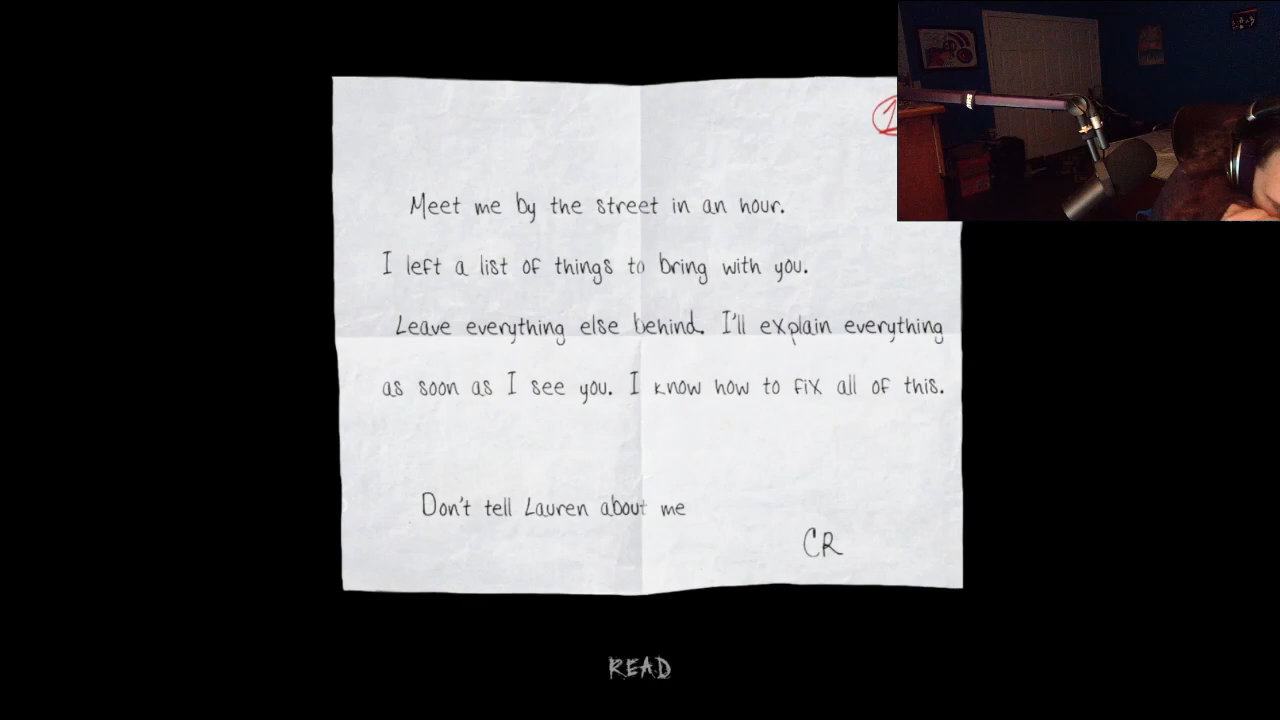 Meet me by the street in an hour.
I left a list of things to bring with you.
Leave everything else behind. I'll explain everything
as soon as I see you. I know how to fix all of this.
Don't tell Lauren about me
CR
READ